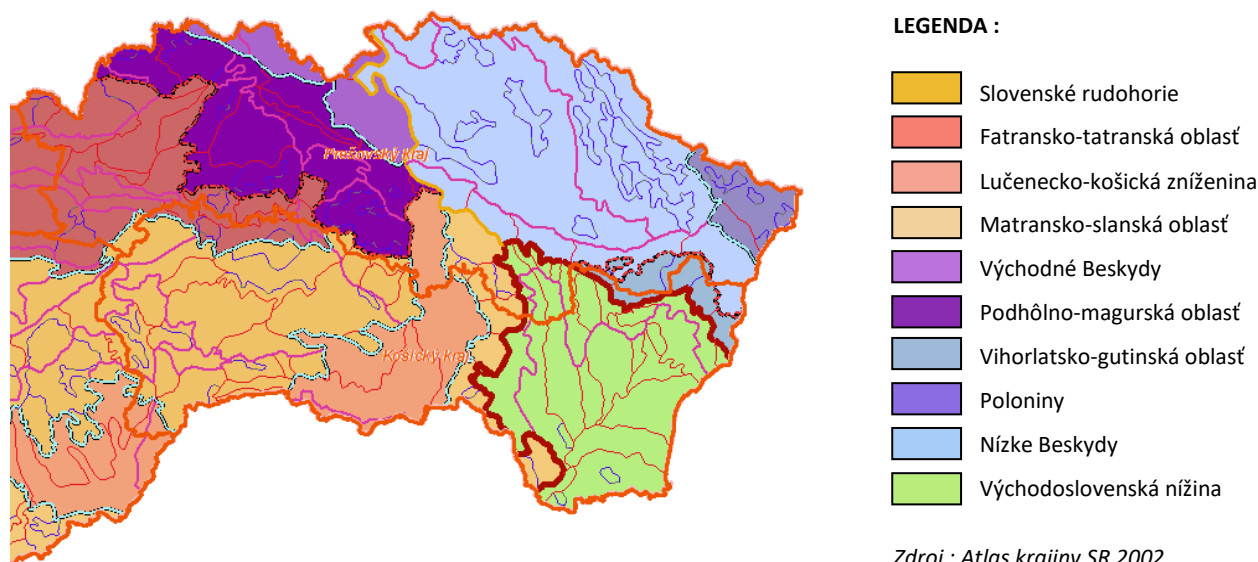 LEGENDA :
Slovenské rudohorie
Fatransko-tatranská oblasť
Lučenecko-košická zníženina
Matransko-slanská oblasť
Východné Beskydy
Podhôlno-magurská oblasť
Vihorlatsko-gutinská oblasť
Poloniny
Nízke Beskydy
Východoslovenská nížina
Zdroj : Atlas krajiny SR 2002
Prešovský kraj
Košický kraj